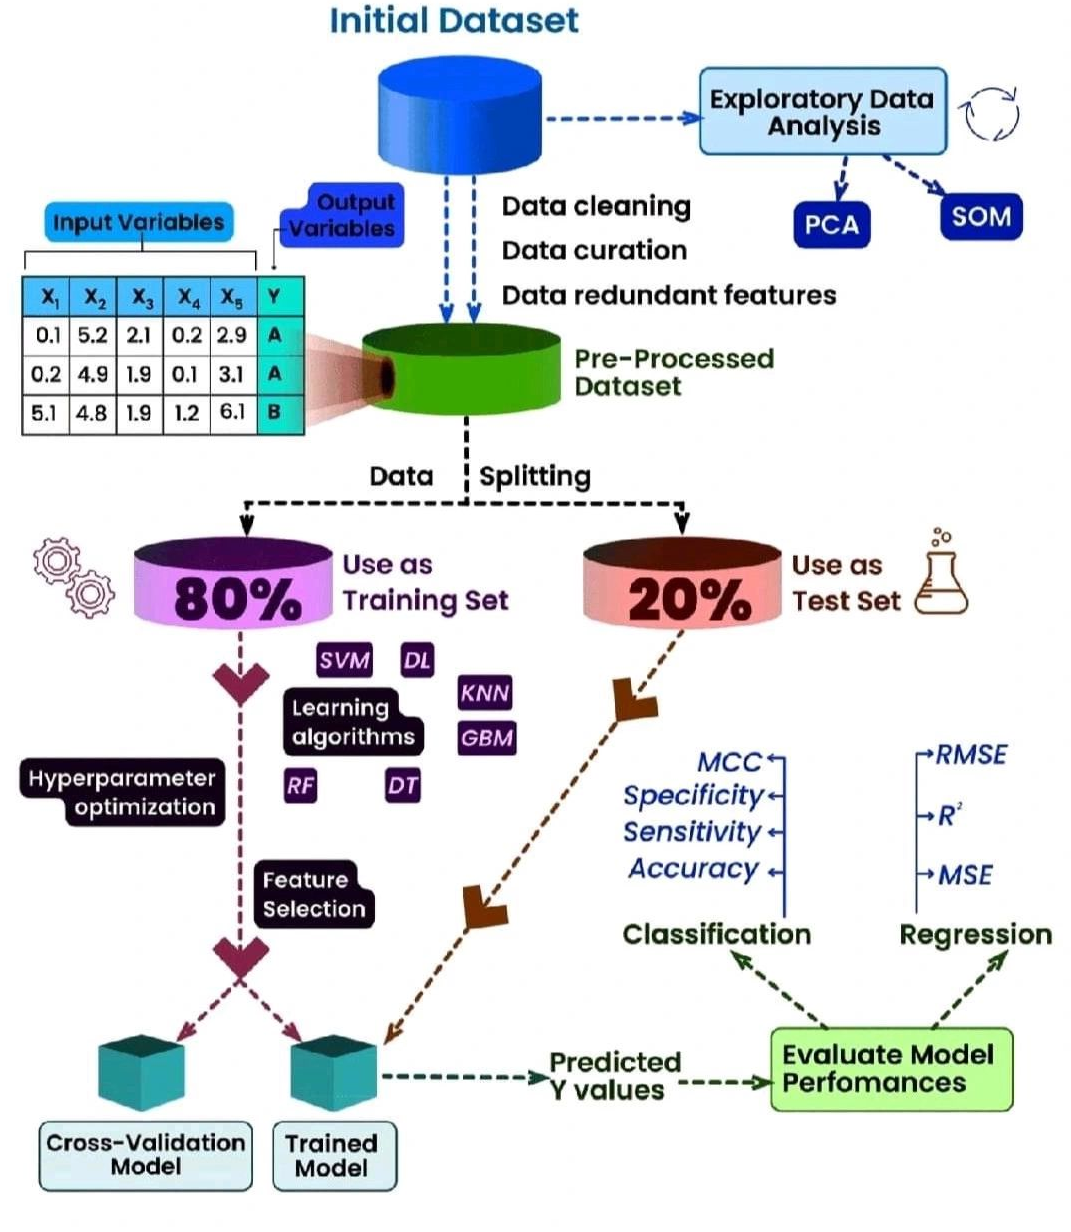 Initial Dataset
Exploratory Data
Analysis
PCA
SOM
Input Variables
Output
Variables
Data cleaning
Data curation
Data redundant features
X₁ X₂ X₃ X₄ X₅ Y
0.1 5.2 2.1 0.2 2.9 A
0.2 4.9 1.9 0.1 3.1 A
5.1 4.8 1.9 1.2 6.1 B
Pre-Processed
Dataset
Data Splitting
80%
Use as
Training Set
20%
Use as
Test Set
SVM
DL
KNN
GBM
Learning
algorithms
RF
DT
Hyperparameter
optimization
Feature
Selection
MCC
Specificity
Sensitivity
Accuracy
Classification
RMSE
R²
MSE
Regression
Cross-Validation
Model
Trained
Model
Predicted
Y values
Evaluate Model
Perfomances